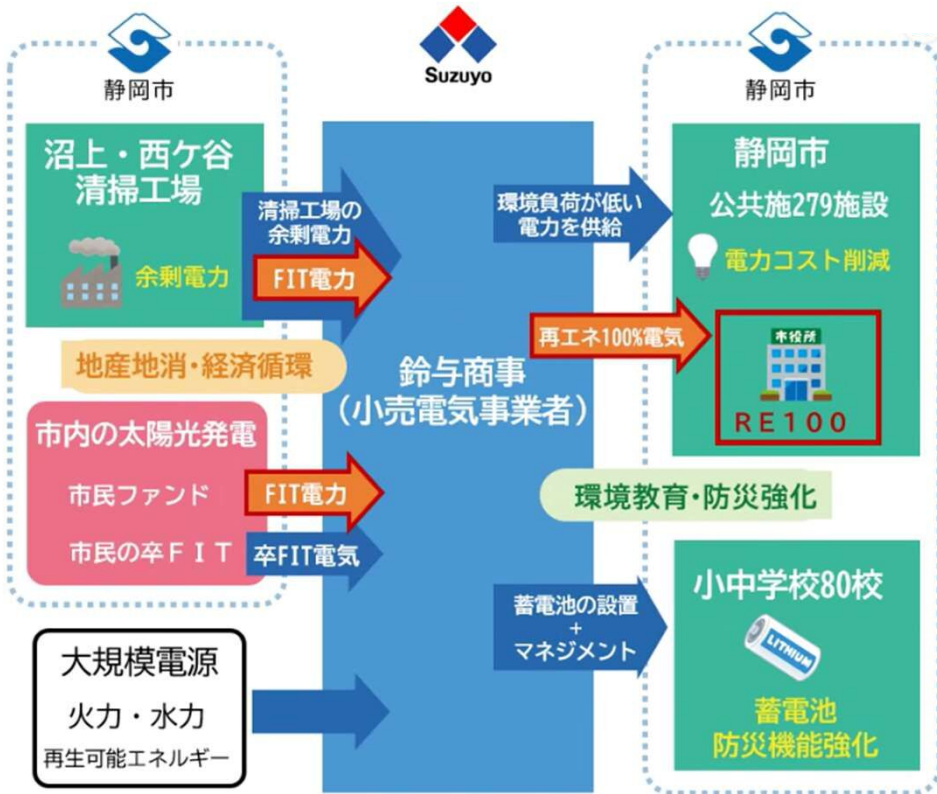 静岡市
Suzuyo
静岡市
沼上・西ケ谷
清掃工場
余剰電力
清掃工場の
余剰電力
FIT電力
地産地消・経済循環
市内の太陽光発電
市民ファンド
市民の卒ＦＩＴ
FIT電力
卒FIT電気
大規模電源
火力・水力
再生可能エネルギー
鈴与商事
（小売電気事業者）
環境負荷が低い
電力を供給
再エネ100%電気
静岡市
公共施279施設
電力コスト削減
市役所
ＲＥ１００
環境教育・防災強化
蓄電池の設置
+
マネジメント
小中学校80校
LITHIUM
蓄電池
防災機能強化